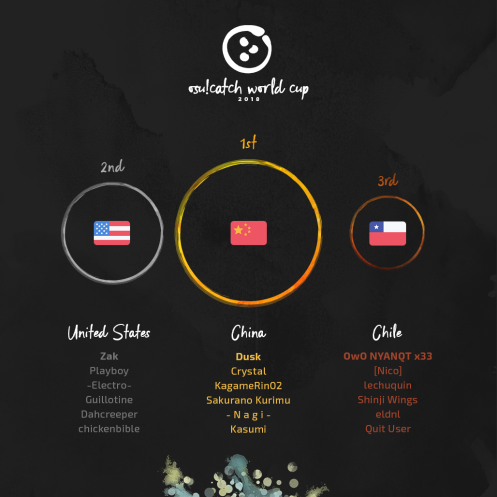 osu!catch world cup
2018
1st
2nd
3rd
United States
Zak
Playboy
-Electro-
Guillotine
Dahcreeper
chickenbible
China
Dusk
Crystal
KagameRin02
Sakurano Kurimu
- N a g i -
Kasumi
Chile
OwO NYANQT x33
[Nico]
lechuquin
Shinji Wings
eldnl
Quit User